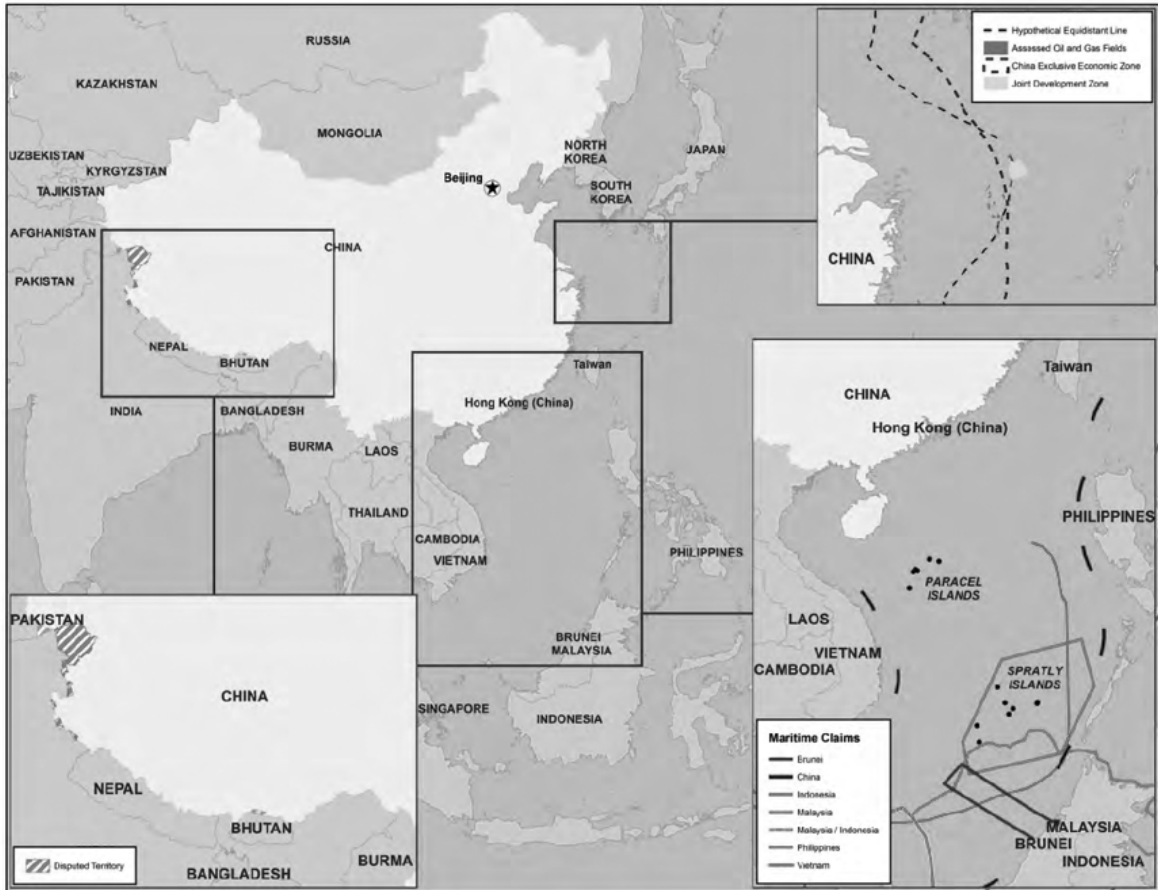 RUSSIA
KAZAKHSTAN
MONGOLIA
UZBEKISTAN
KYRGYZSTAN
TAJIKISTAN
Beijing
NORTH
KOREA
JAPAN
SOUTH
KOREA
AFGHANISTAN
CHINA
PAKISTAN
NEPAL
BHUTAN
Taiwan
INDIA
BANGLADESH
Hong Kong (China)
BURMA
LAOS
THAILAND
CAMBODIA
VIETNAM
PHILIPPINES
BRUNEI
MALAYSIA
SINGAPORE
INDONESIA
Hypothetical Equidistant Line
Assessed Oil and Gas Fields
China Exclusive Economic Zone
Joint Development Zone
CHINA
PAKISTAN
CHINA
NEPAL
BHUTAN
BURMA
BANGLADESH
Disputed Territory
Taiwan
CHINA
Hong Kong (China)
PHILIPPINES
PARACEL
ISLANDS
LAOS
VIETNAM
CAMBODIA
SPRATLY
ISLANDS
MALAYSIA
BRUNEI
INDONESIA
Maritime Claims
Brunei
China
Indonesia
Malaysia
Malaysia / Indonesia
Philippines
Vietnam